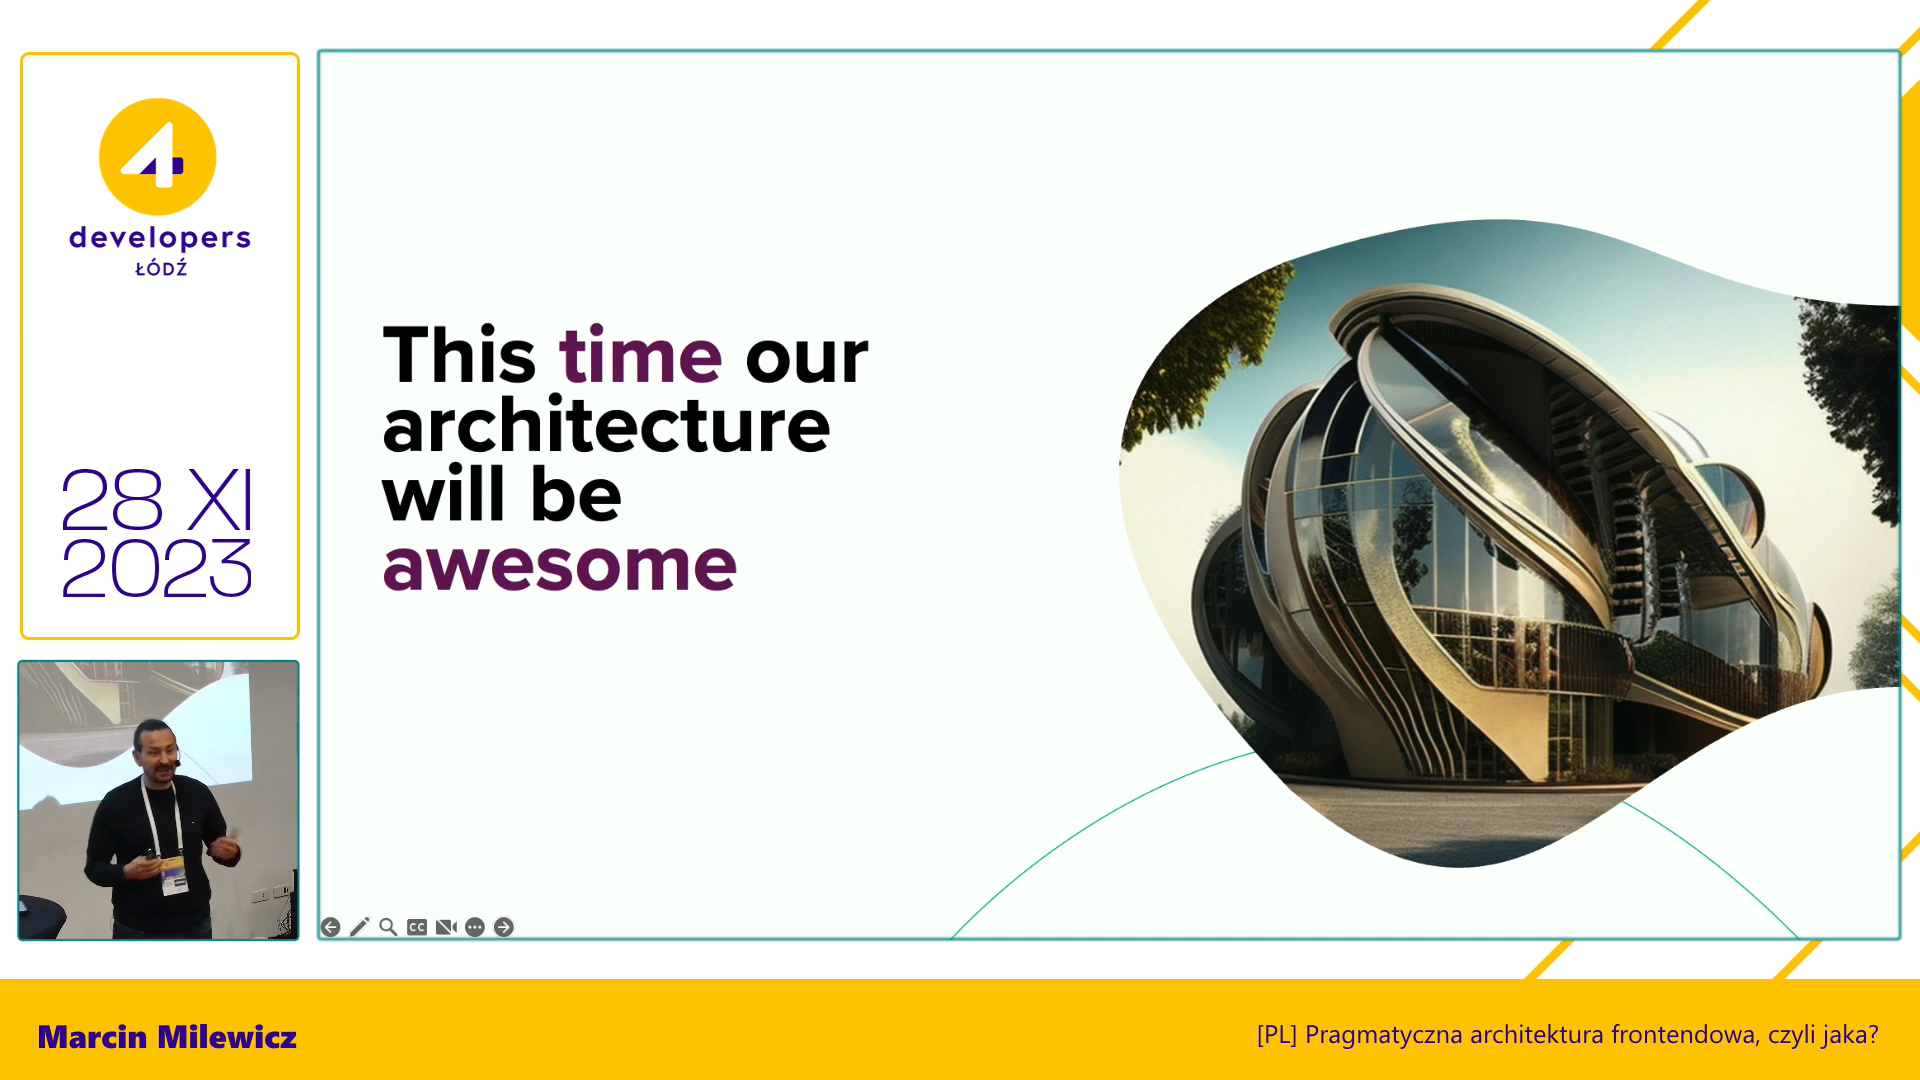 4
developers
ŁÓDŹ
28 XI
2023
This time our
architecture
will be
awesome
CC
Marcin Milewicz
[PL] Pragmatyczna architektura frontendowa, czyli jaka?